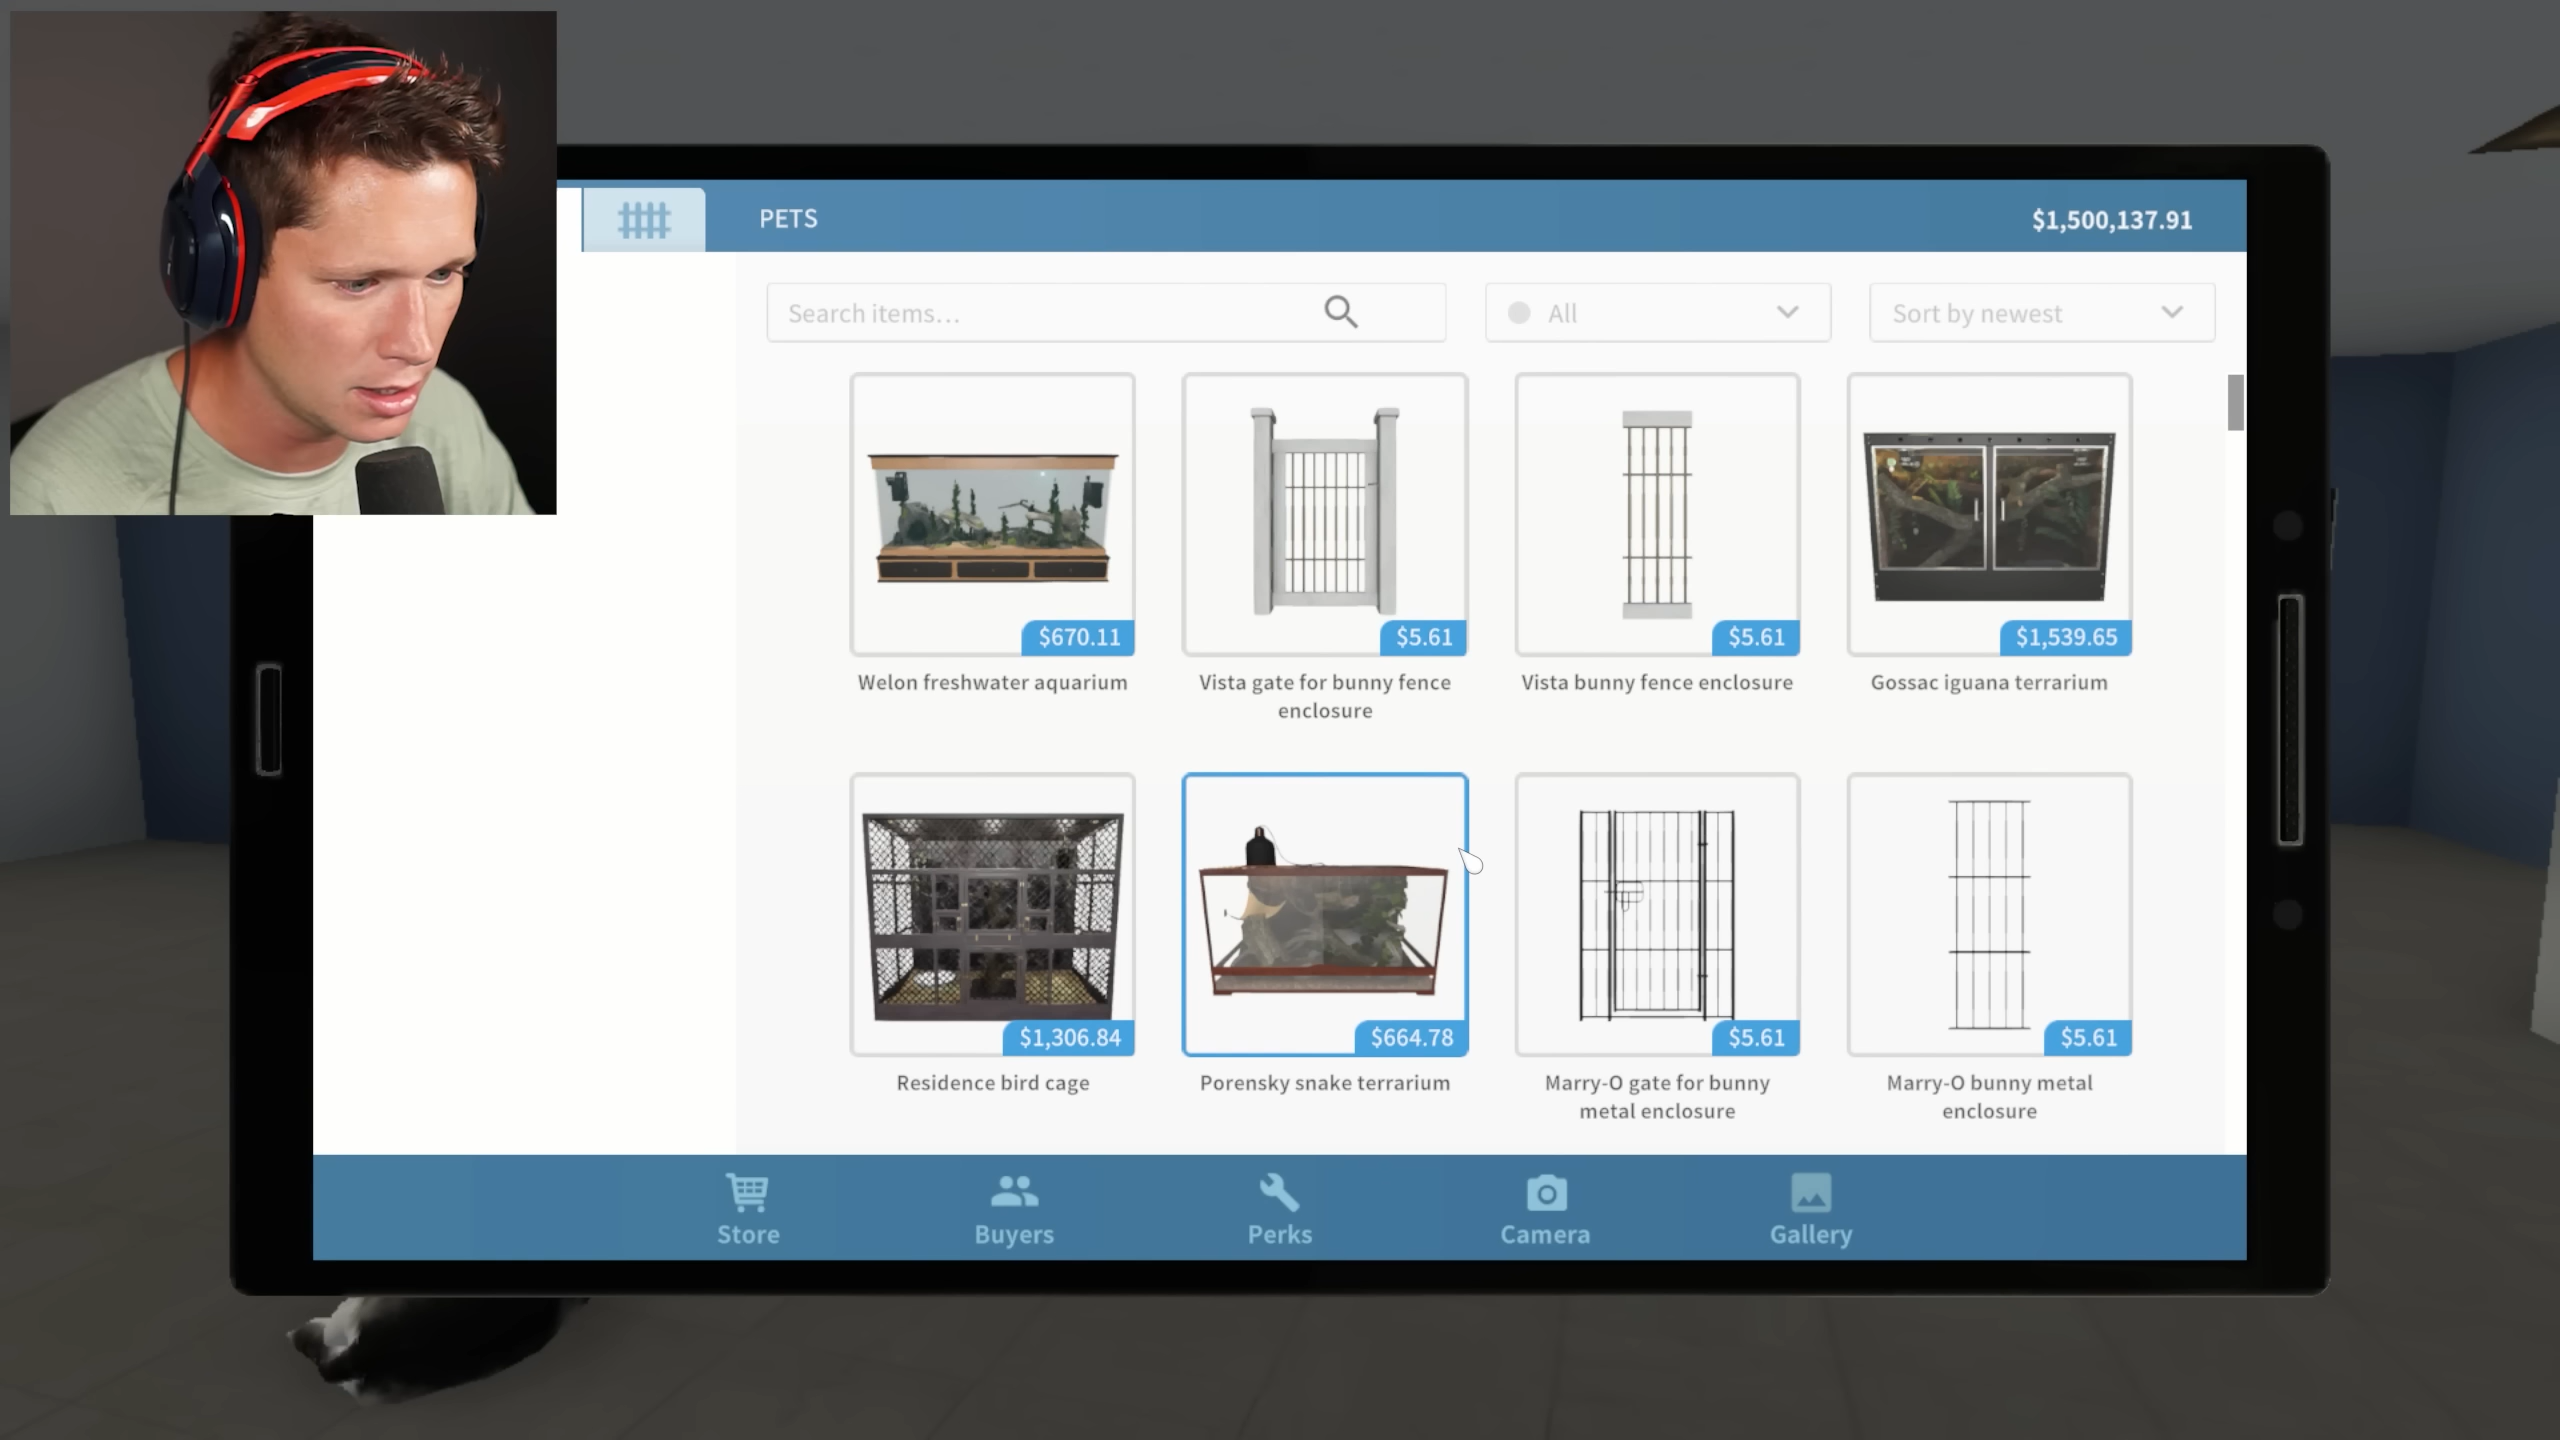 PETS
$1,500,137.91
Search items...
All
Sort by newest
$670.11
$5.61
$5.61
$1,539.65
Welon freshwater aquarium
Vista gate for bunny fence
enclosure
Vista bunny fence enclosure
Gossac iguana terrarium
$1,306.84
$664.78
$5.61
$5.61
Residence bird cage
Porensky snake terrarium
Marry-O gate for bunny
metal enclosure
Marry-O bunny metal
enclosure
Store
Buyers
Perks
Camera
Gallery